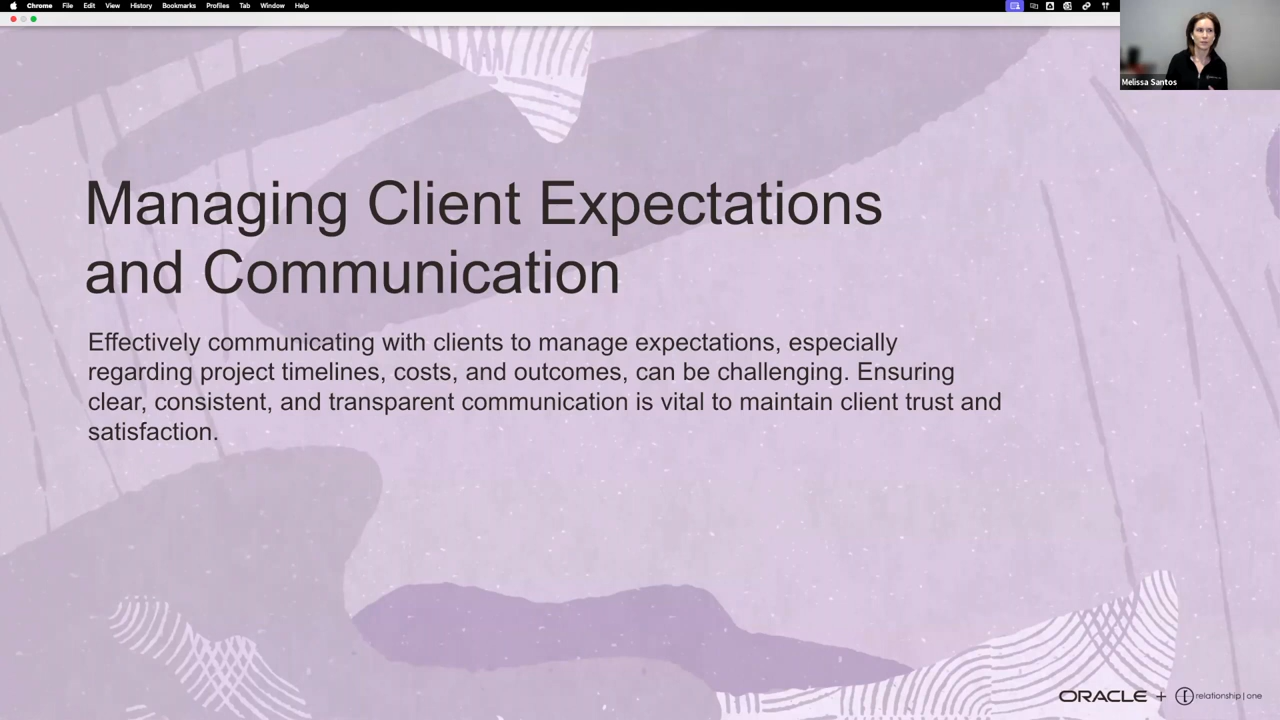 Chrome File Edit View History Bookmarks Profiles Tab Window Help
Melissa Santos
Managing Client Expectations
and Communication
Effectively communicating with clients to manage expectations, especially
regarding project timelines, costs, and outcomes, can be challenging. Ensuring
clear, consistent, and transparent communication is vital to maintain client trust and
satisfaction.
ORACLE + relationship|one